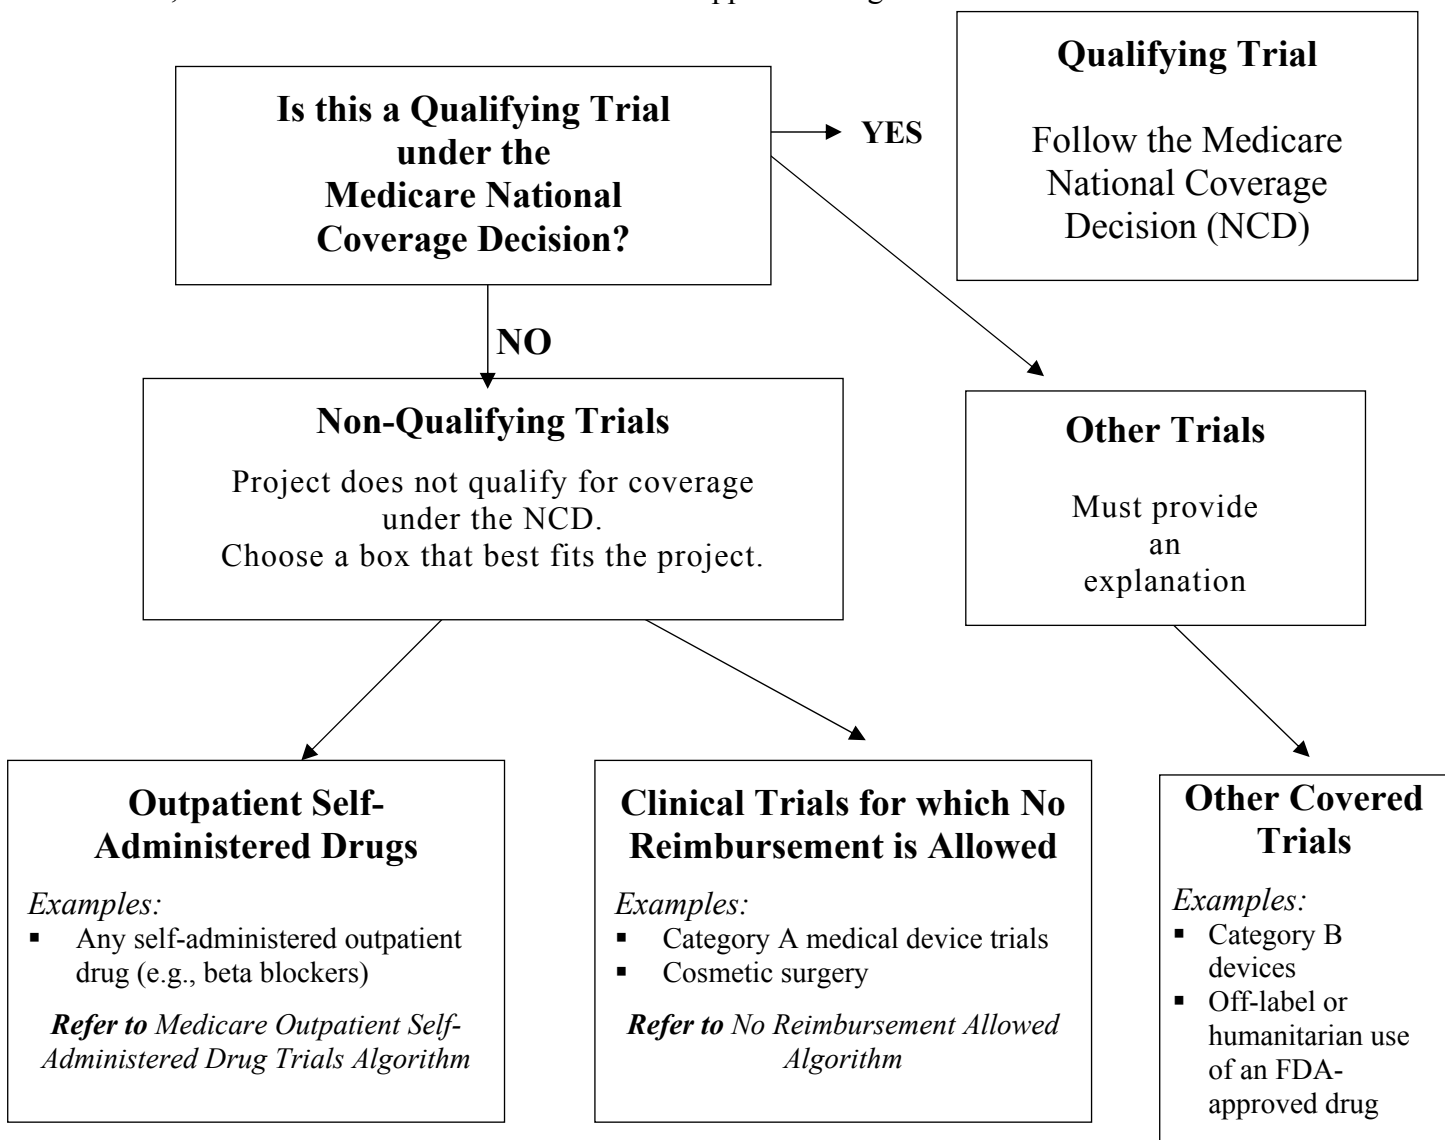 Is this a Qualifying Trial
under the
Medicare National
Coverage Decision?
YES
Qualifying Trial
Follow the Medicare
National Coverage
Decision (NCD)
NO
Non-Qualifying Trials
Project does not qualify for coverage
under the NCD.
Choose a box that best fits the project.
Other Trials
Must provide
an
explanation
Outpatient Self-
Administered Drugs
Examples:
▪ Any self-administered outpatient
drug (e.g., beta blockers)
Refer to Medicare Outpatient Self-
Administered Drug Trials Algorithm
Clinical Trials for which No
Reimbursement is Allowed
Examples:
▪ Category A medical device trials
▪ Cosmetic surgery
Refer to No Reimbursement Allowed
Algorithm
Other Covered
Trials
Examples:
▪ Category B
devices
▪ Off-label or
humanitarian use
of an FDA-
approved drug